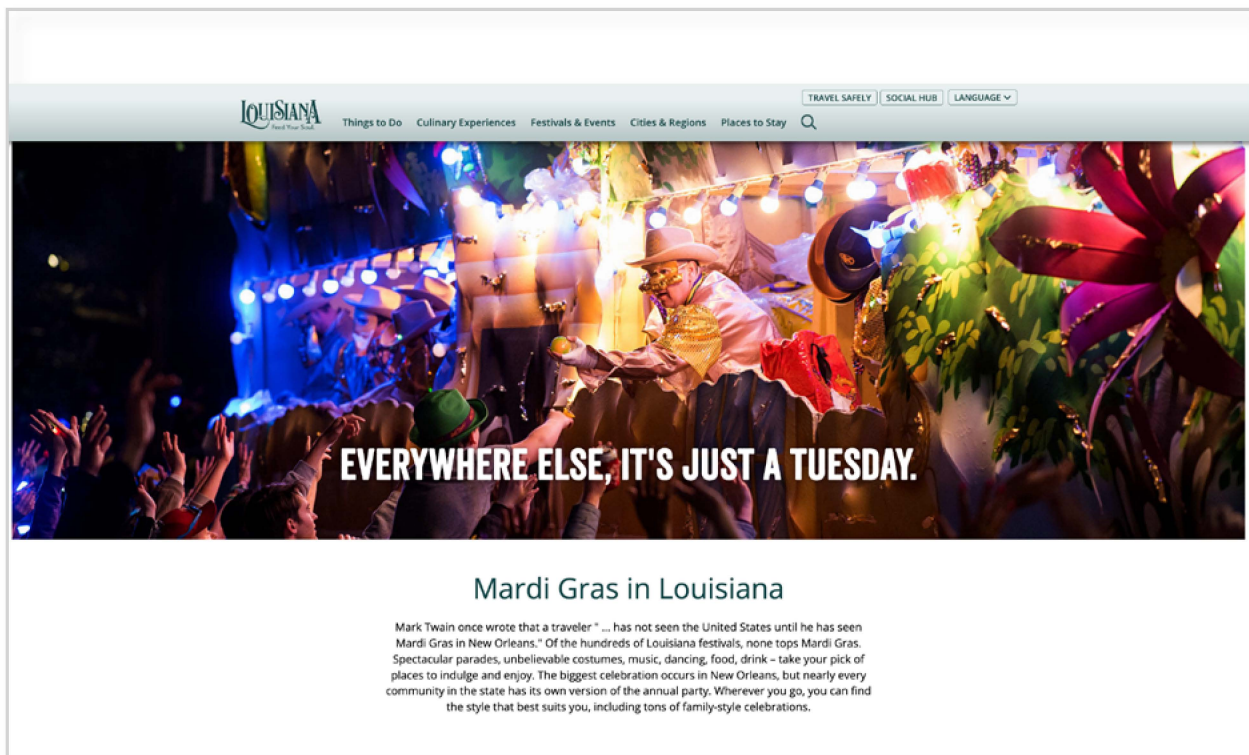 TRAVEL SAFELY SOCIAL HUB LANGUAGE
LOUISIANA
Feed Your Soul.
Things to Do Culinary Experiences Festivals & Events Cities & Regions Places to Stay
EVERYWHERE ELSE, IT'S JUST A TUESDAY.
Mardi Gras in Louisiana
Mark Twain once wrote that a traveler " ... has not seen the United States until he has seen
Mardi Gras in New Orleans." Of the hundreds of Louisiana festivals, none tops Mardi Gras.
Spectacular parades, unbelievable costumes, music, dancing, food, drink – take your pick of
places to indulge and enjoy. The biggest celebration occurs in New Orleans, but nearly every
community in the state has its own version of the annual party. Wherever you go, you can find
the style that best suits you, including tons of family-style celebrations.